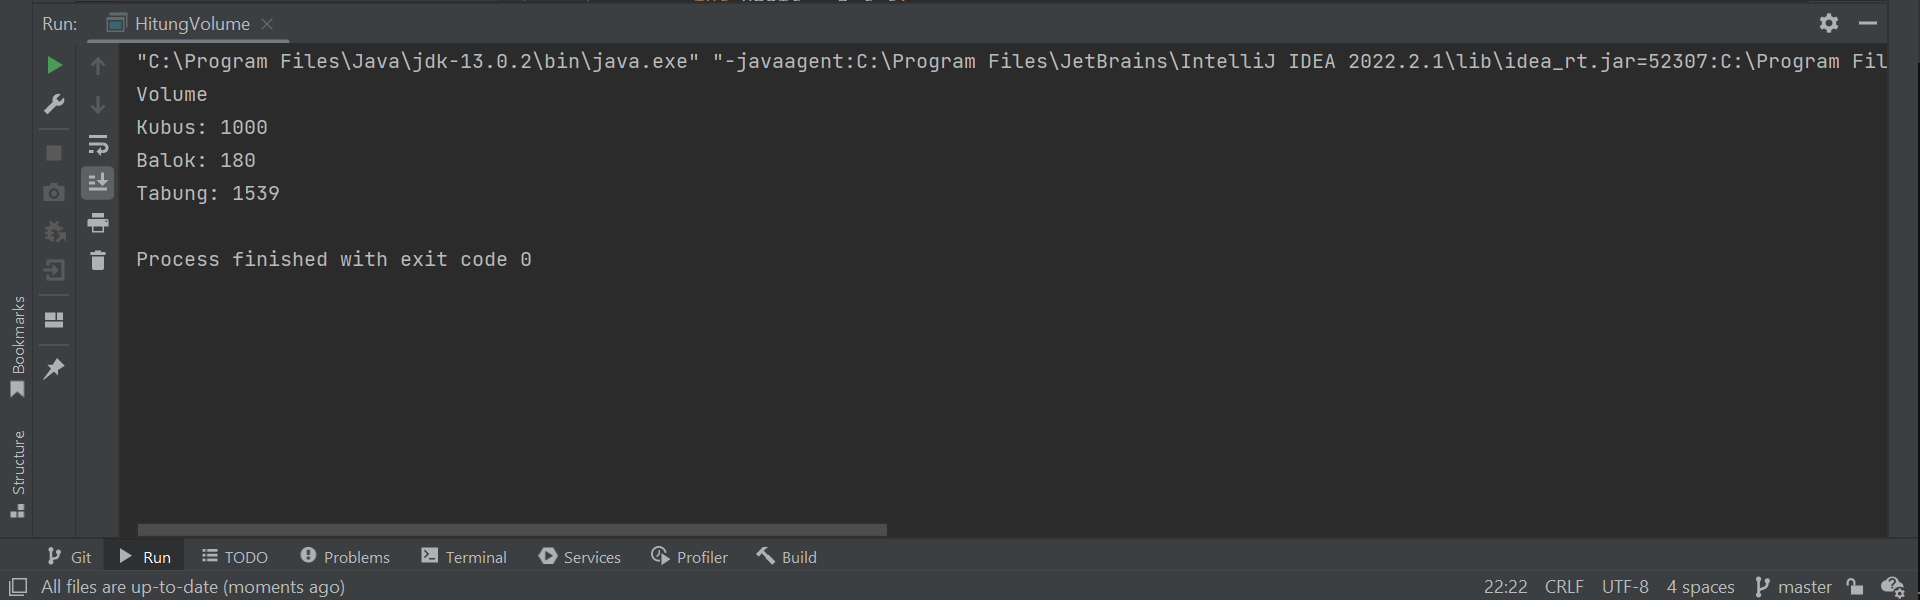 Run: HitungVolume
"C:\Program Files\Java\jdk-13.0.2\bin\java.exe" "-javaagent:C:\Program Files\JetBrains\IntelliJ IDEA 2022.2.1\lib\idea_rt.jar=52307:C:\Program Fil
Volume
Kubus: 1000
Balok: 180
Tabung: 1539
Process finished with exit code 0
Bookmarks
Structure
Git Run TODO Problems Terminal Services Profiler Build
All files are up-to-date (moments ago) 22:22 CRLF UTF-8 4 spaces master